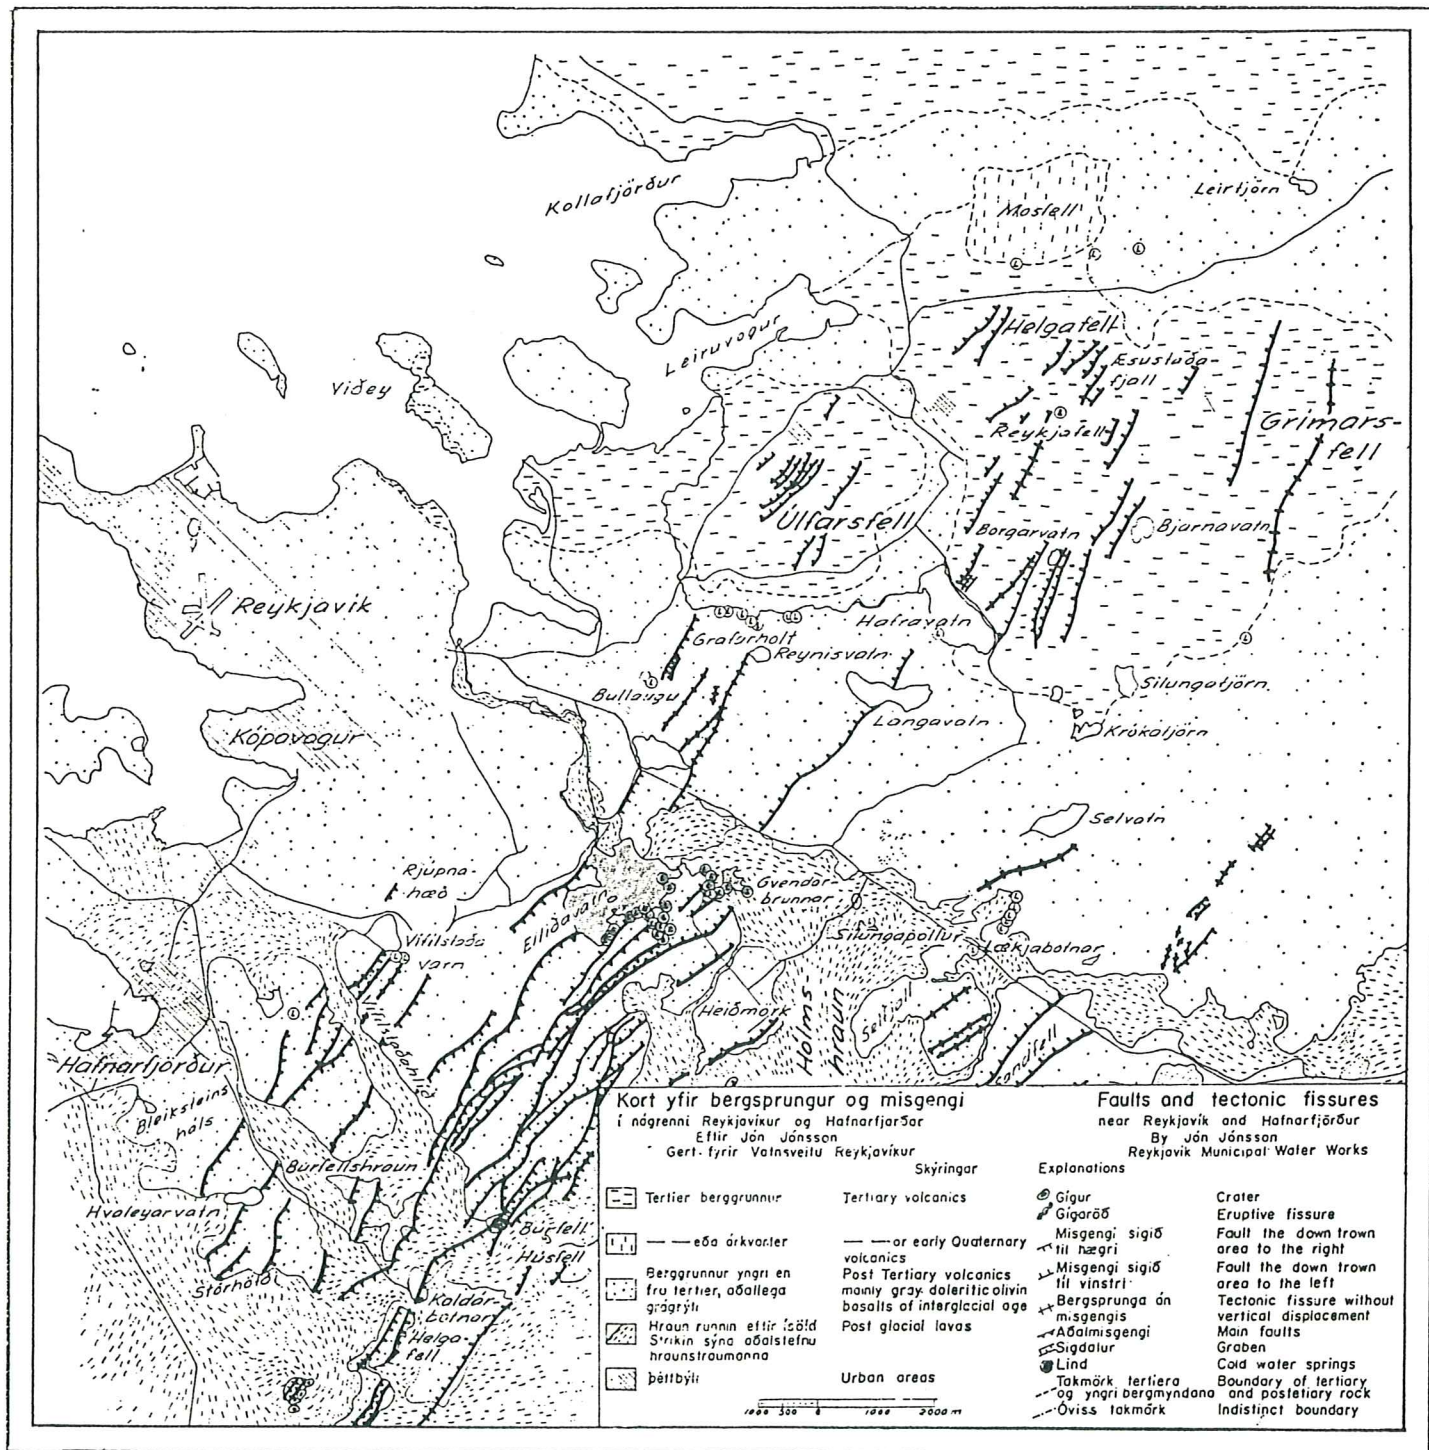 Kollafjörður
Leirtjörn
Mosfell
Helgafell
Æsustaða-
fjall
Leiruvogur
Viðey
Reykjafell
Grimars-
fell
Úlfarsfell
Borgarvatn
Bjarnavatn
Reykjavik
Grafarholt
Hafravatn
Reynisvatn
Bullaugu
Silungatjörn
Langavatn
Krókatjörn
Kópavogur
Selvatn
Rjúpna-
hæð
Gvendar-
brunnar
Elliðavatn
Silungapollur
Lækjabotnar
Vifilstaða
Vatn
Heiðmörk
Hólms
hraun
Selfjall
Sandfell
Hafnarfjörður
Bleiksteins
háls
Búrfellshraun
Hvaleyarvatn
Búrfell
Húsfell
Stórhöfði
Kaldár-
botnar
Helga-
fell
Kort yfir bergsprungur og misgengi
í nágrenni Reykjavíkur og Hafnarfjarðar
Eftir Jón Jónsson
Gert fyrir Vatnsveitu Reykjavíkur
Faults and tectonic fissures
near Reykjavik and Hafnarfjörður
By Jón Jónsson
Reykjavik Municipal Water Works
Skýringar Explanations
Tertier berggrunnur Tertiary volcanics
— — eða árkvarter — — or early Quaternary
volcanics
Berggrunnur yngri en
frá tertier, aðallega
grágrýti
Post Tertiary volcanics
mainly gray doleritic olivin
basalts of interglacial age
Hraun runnin eftir ísöld
Strikin sýna aðalstefnu
hraunstraumanna
Post glacial lavas
Þéttbýli Urban areas
1000 500 0 1000 2000 m
Gigur Crater
Gigaröð Eruptive fissure
Misgengi sigið
til hægri
Fault the down trown
area to the right
Misgengi sigið
til vinstri
Fault the down trown
area to the left
Bergsprunga án
misgengis
Tectonic fissure without
vertical displacement
Aðalmisgengi Main faults
Sigdalur Graben
Lind Cold water springs
Takmörk tertiera
og yngri bergmyndana
Boundary of tertiary
and postetiary rock
Óviss takmörk Indistinct boundary